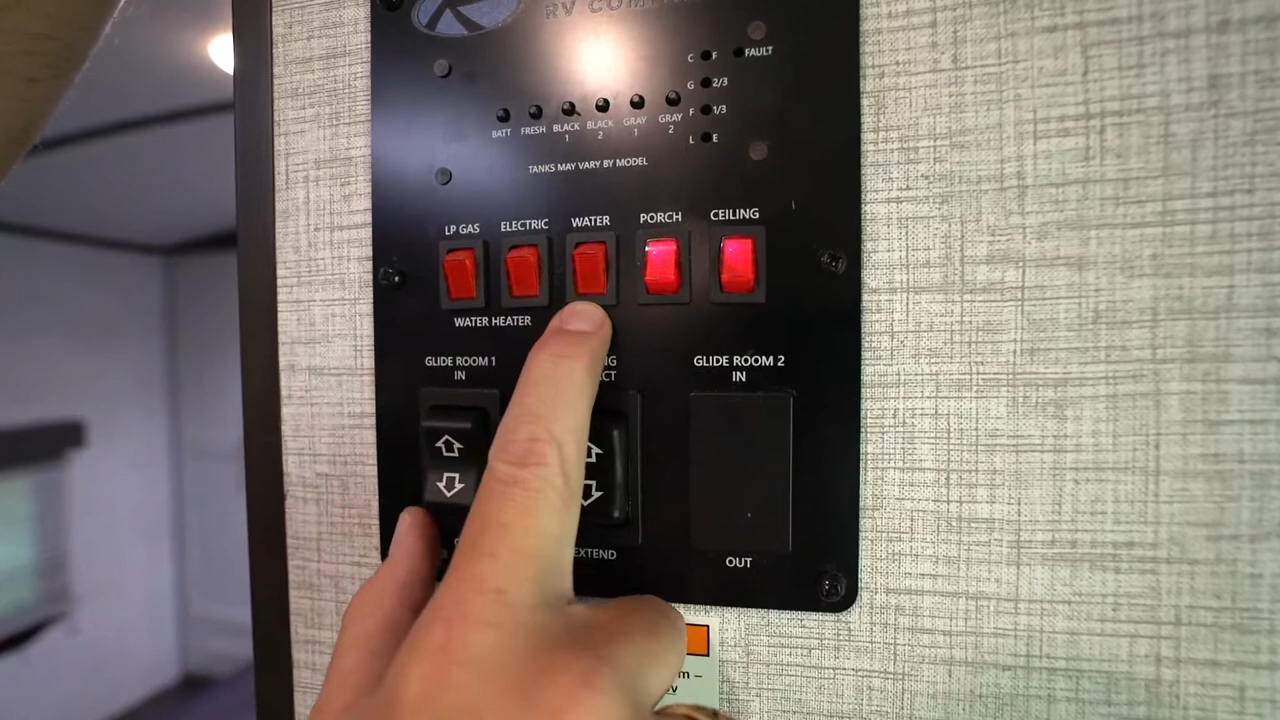 RV COMPA
C F FAULT
G 2/3
F 1/3
L E
BATT FRESH BLACK 1 BLACK 2 GRAY 1 GRAY 2
TANKS MAY VARY BY MODEL
LP GAS ELECTRIC WATER PORCH CEILING
WATER HEATER
GLIDE ROOM 1
IN
GLIDE ROOM 2
IN
EXTEND
OUT